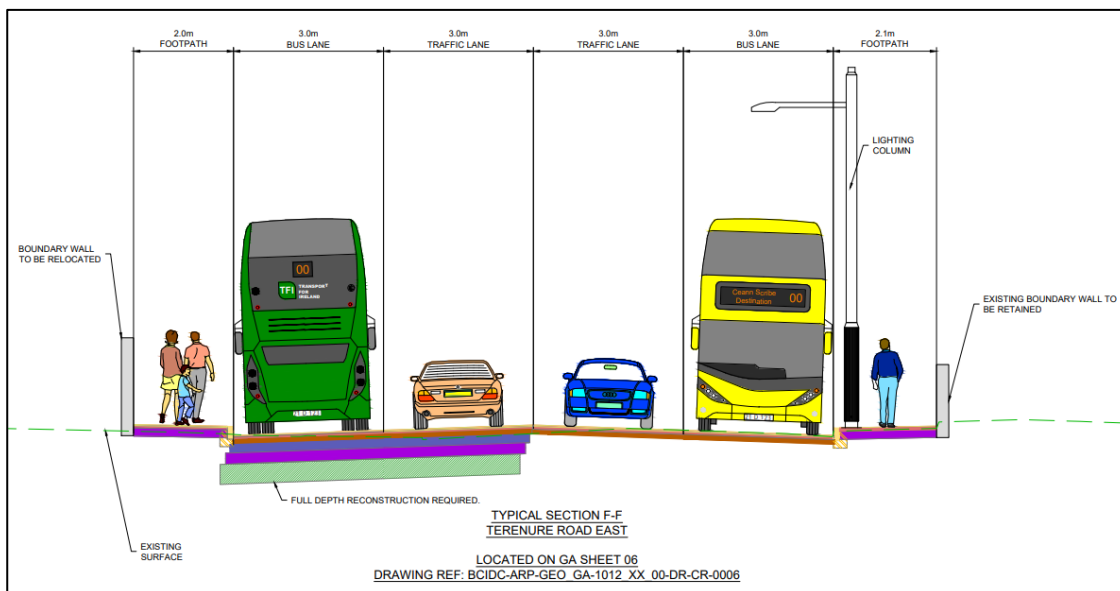 2.0m
FOOTPATH
3.0m
BUS LANE
3.0m
TRAFFIC LANE
3.0m
TRAFFIC LANE
3.0m
BUS LANE
2.1m
FOOTPATH
LIGHTING
COLUMN
BOUNDARY WALL
TO BE RELOCATED
00
TFI
TRANSPORT
FOR
IRELAND
Ceann Scribe
Destination
00
EXISTING BOUNDARY WALL TO
BE RETAINED
FULL DEPTH RECONSTRUCTION REQUIRED.
EXISTING
SURFACE
TYPICAL SECTION F-F
TERENURE ROAD EAST
LOCATED ON GA SHEET 06
DRAWING REF: BCIDC-ARP-GEO_GA-1012_XX_00-DR-CR-0006